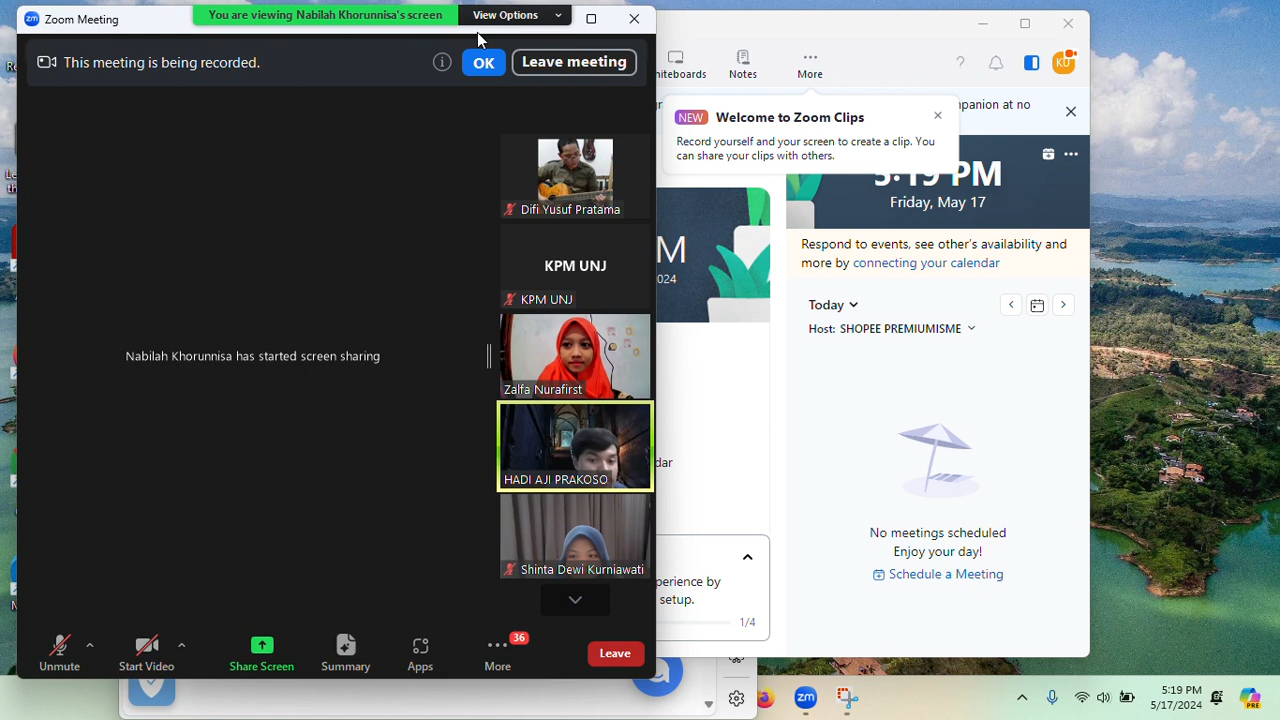 Zoom Meeting
You are viewing Nabilah Khorunnisa's screen
View Options
This meeting is being recorded.
OK
Leave meeting
Difi Yusuf Pratama
KPM UNJ
KPM UNJ
Nabilah Khorunnisa has started screen sharing
Zalfa Nurafirst
HADI AJI PRAKOSO
Shinta Dewi Kurniawati
Unmute
Start Video
Share Screen
Summary
Apps
36
More
Leave
iteboards
Notes
More
KU
panion at no
NEW Welcome to Zoom Clips
Record yourself and your screen to create a clip. You
can share your clips with others.
5:19 PM
Friday, May 17
M
024
Respond to events, see other's availability and
more by connecting your calendar
Today
Host: SHOPEE PREMIUMISME
dar
No meetings scheduled
Enjoy your day!
Schedule a Meeting
perience by
setup.
1/4
zm
5:19 PM
5/17/2024
PRE